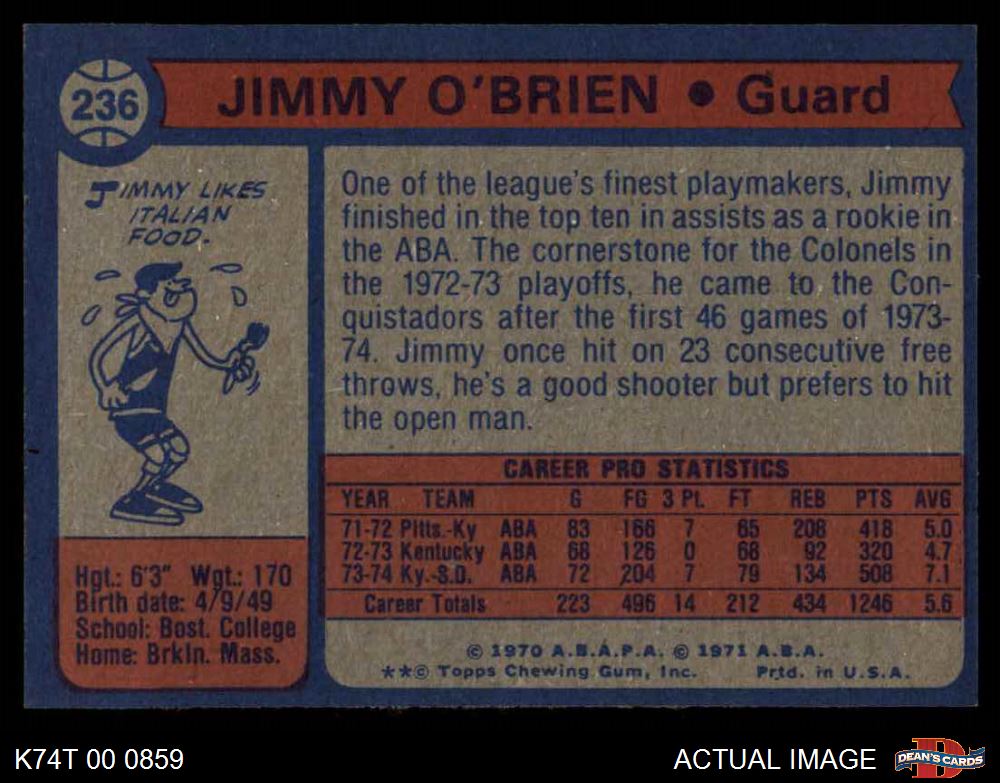 236
JIMMY O'BRIEN • Guard
JIMMY LIKES
ITALIAN
FOOD.
Hgt.: 6'3" Wgt.: 170
Birth date: 4/9/49
School: Bost. College
Home: Brkln. Mass.
One of the league's finest playmakers, Jimmy
finished in the top ten in assists as a rookie in
the ABA. The cornerstone for the Colonels in
the 1972-73 playoffs, he came to the Con-
quistadors after the first 46 games of 1973-
74. Jimmy once hit on 23 consecutive free
throws, he's a good shooter but prefers to hit
the open man.
CAREER PRO STATISTICS
YEAR TEAM G FG 3 Pt. FT REB PTS AVG
71-72 Pitts.-Ky ABA 83 166 7 65 208 418 5.0
72-73 Kentucky ABA 68 126 0 68 92 320 4.7
73-74 Ky.-S.D. ABA 72 204 7 79 134 508 7.1
Career Totals 223 496 14 212 434 1246 5.6
© 1970 A.B.A.P.A. © 1971 A.B.A.
**© Topps Chewing Gum, Inc. Prtd. in U.S.A.
K74T 00 0859
ACTUAL IMAGE
D
DEAN'S CARDS